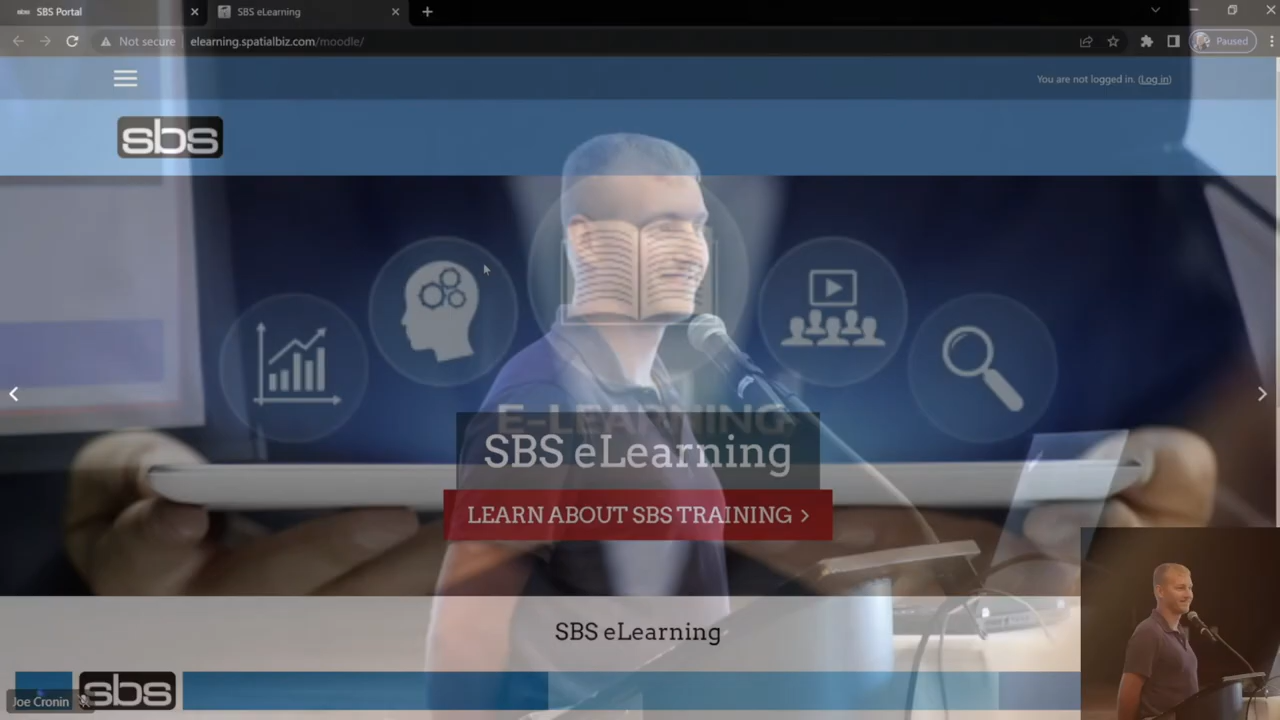 SBS Portal
SBS eLearning
Not secure
elearning.spatialbiz.com/moodle/
Paused
You are not logged in. (Log in)
sbs
E-LEARNING
SBS eLearning
LEARN ABOUT SBS TRAINING
SBS eLearning
Joe Cronin
sbs